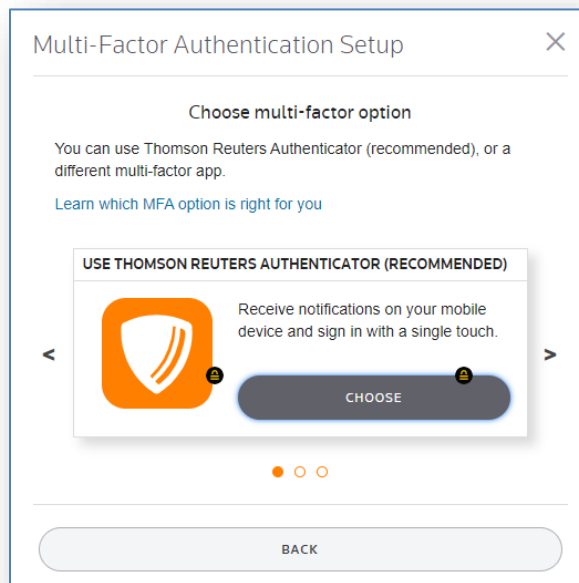 Multi-Factor Authentication Setup
Choose multi-factor option
You can use Thomson Reuters Authenticator (recommended), or a
different multi-factor app.
Learn which MFA option is right for you
USE THOMSON REUTERS AUTHENTICATOR (RECOMMENDED)
Receive notifications on your mobile
device and sign in with a single touch.
< >
CHOOSE
BACK